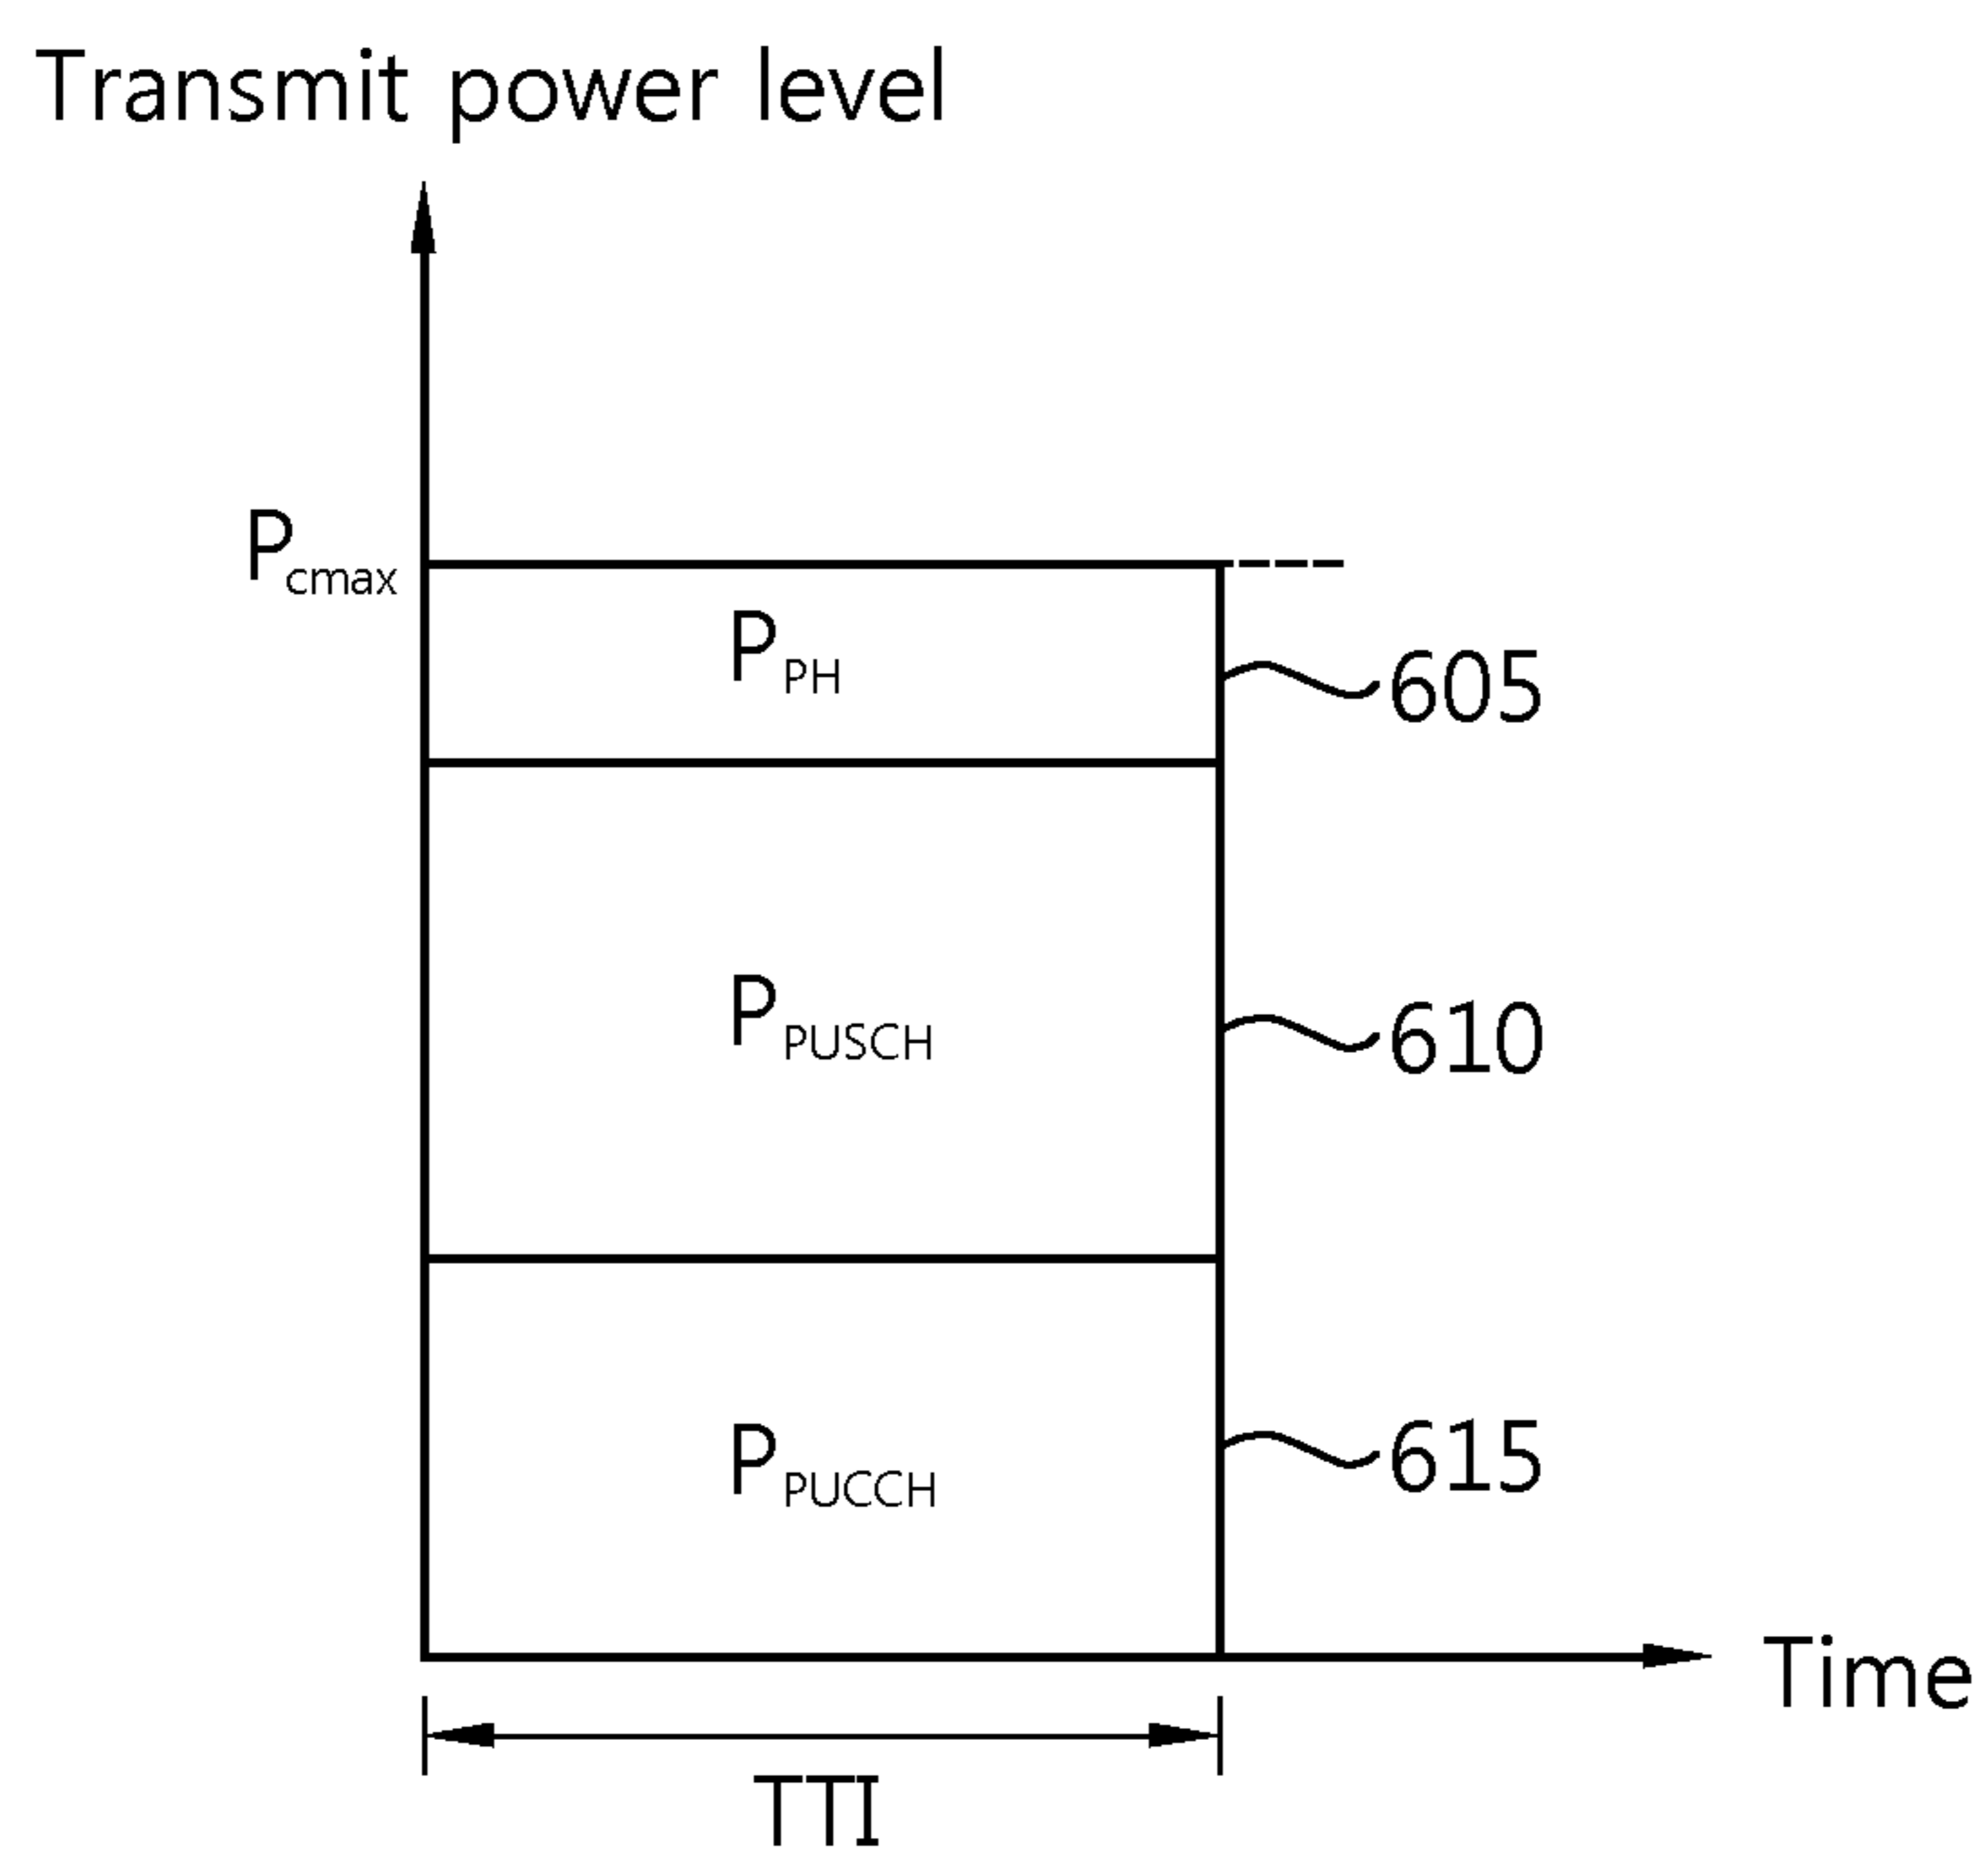 Transmit power level
Pcmax
PPH
605
PPUSCH
610
PPUCCH
615
Time
TTI